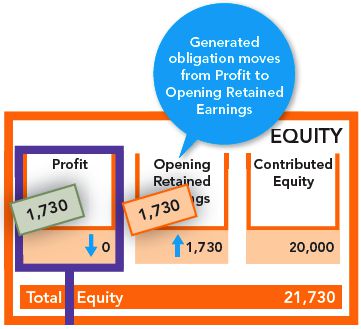 Generated
obligation moves
from Profit to
Opening Retained
Earnings
EQUITY
Profit
Opening
Retained
ngs
Contributed
Equity
1,730
1,730
0
1,730
20,000
Total Equity 21,730